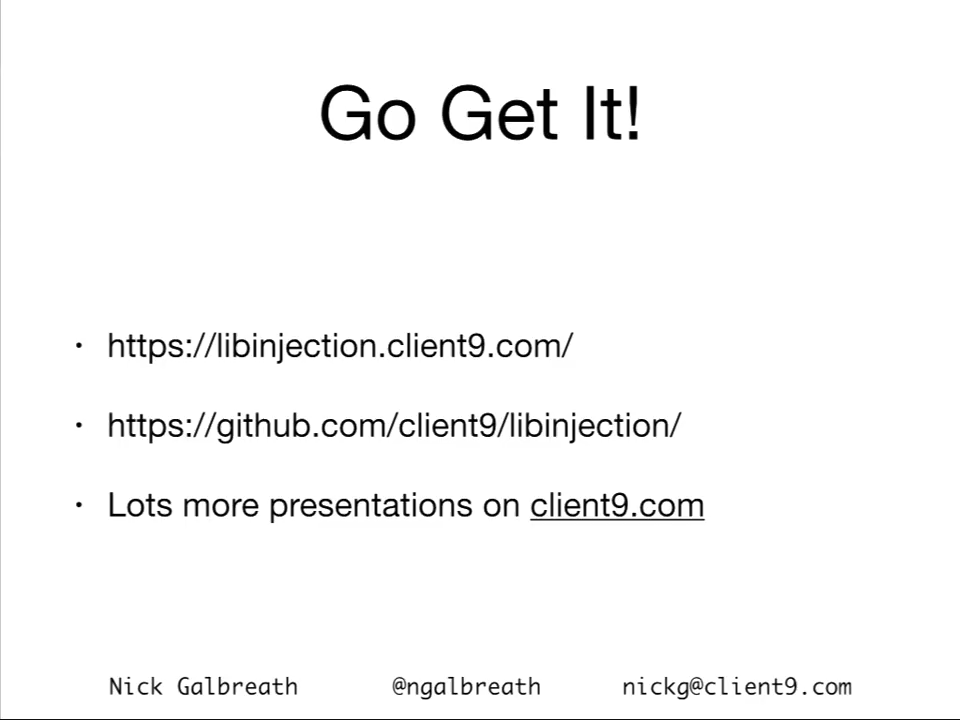 Go Get It!
• https://libinjection.client9.com/
• https://github.com/client9/libinjection/
• Lots more presentations on client9.com
Nick Galbreath @ngalbreath nickg@client9.com